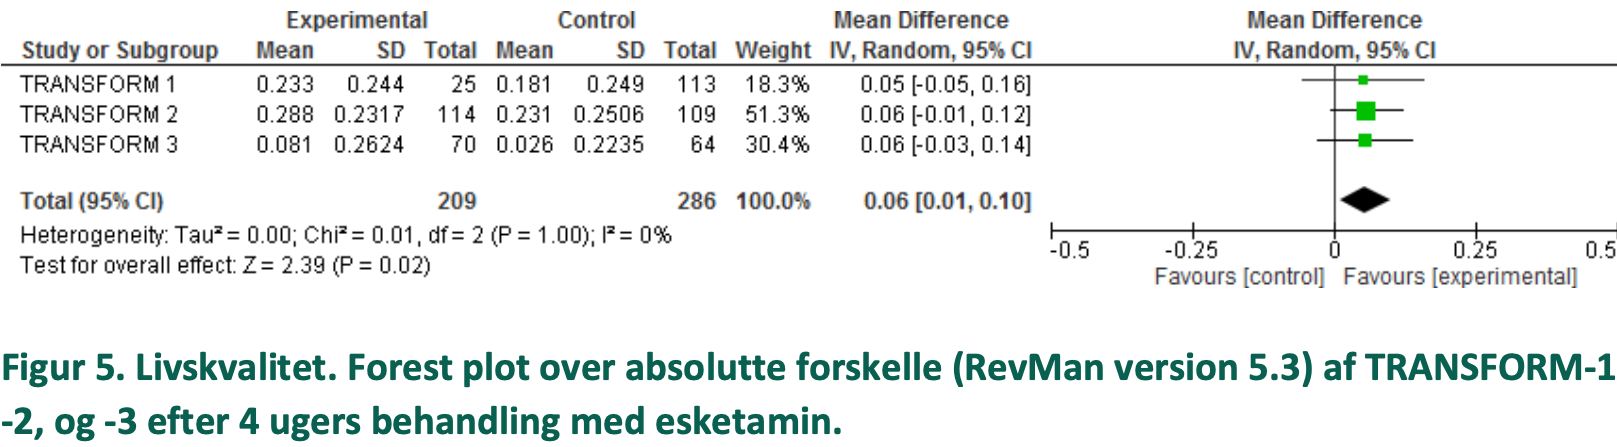 Experimental Control Mean Difference Mean Difference
Study or Subgroup Mean SD Total Mean SD Total Weight IV, Random, 95% CI IV, Random, 95% CI
TRANSFORM 1 0.233 0.244 25 0.181 0.249 113 18.3% 0.05 [-0.05, 0.16]
TRANSFORM 2 0.288 0.2317 114 0.231 0.2506 109 51.3% 0.06 [-0.01, 0.12]
TRANSFORM 3 0.081 0.2624 70 0.026 0.2235 64 30.4% 0.06 [-0.03, 0.14]
Total (95% CI) 209 286 100.0% 0.06 [0.01, 0.10]
Heterogeneity: Tau² = 0.00; Chi² = 0.01, df = 2 (P = 1.00); I² = 0%
Test for overall effect: Z = 2.39 (P = 0.02)
-0.5 -0.25 0 0.25 0.5
Favours [control] Favours [experimental]
Figur 5. Livskvalitet. Forest plot over absolutte forskelle (RevMan version 5.3) af TRANSFORM-1
-2, og -3 efter 4 ugers behandling med esketamin.